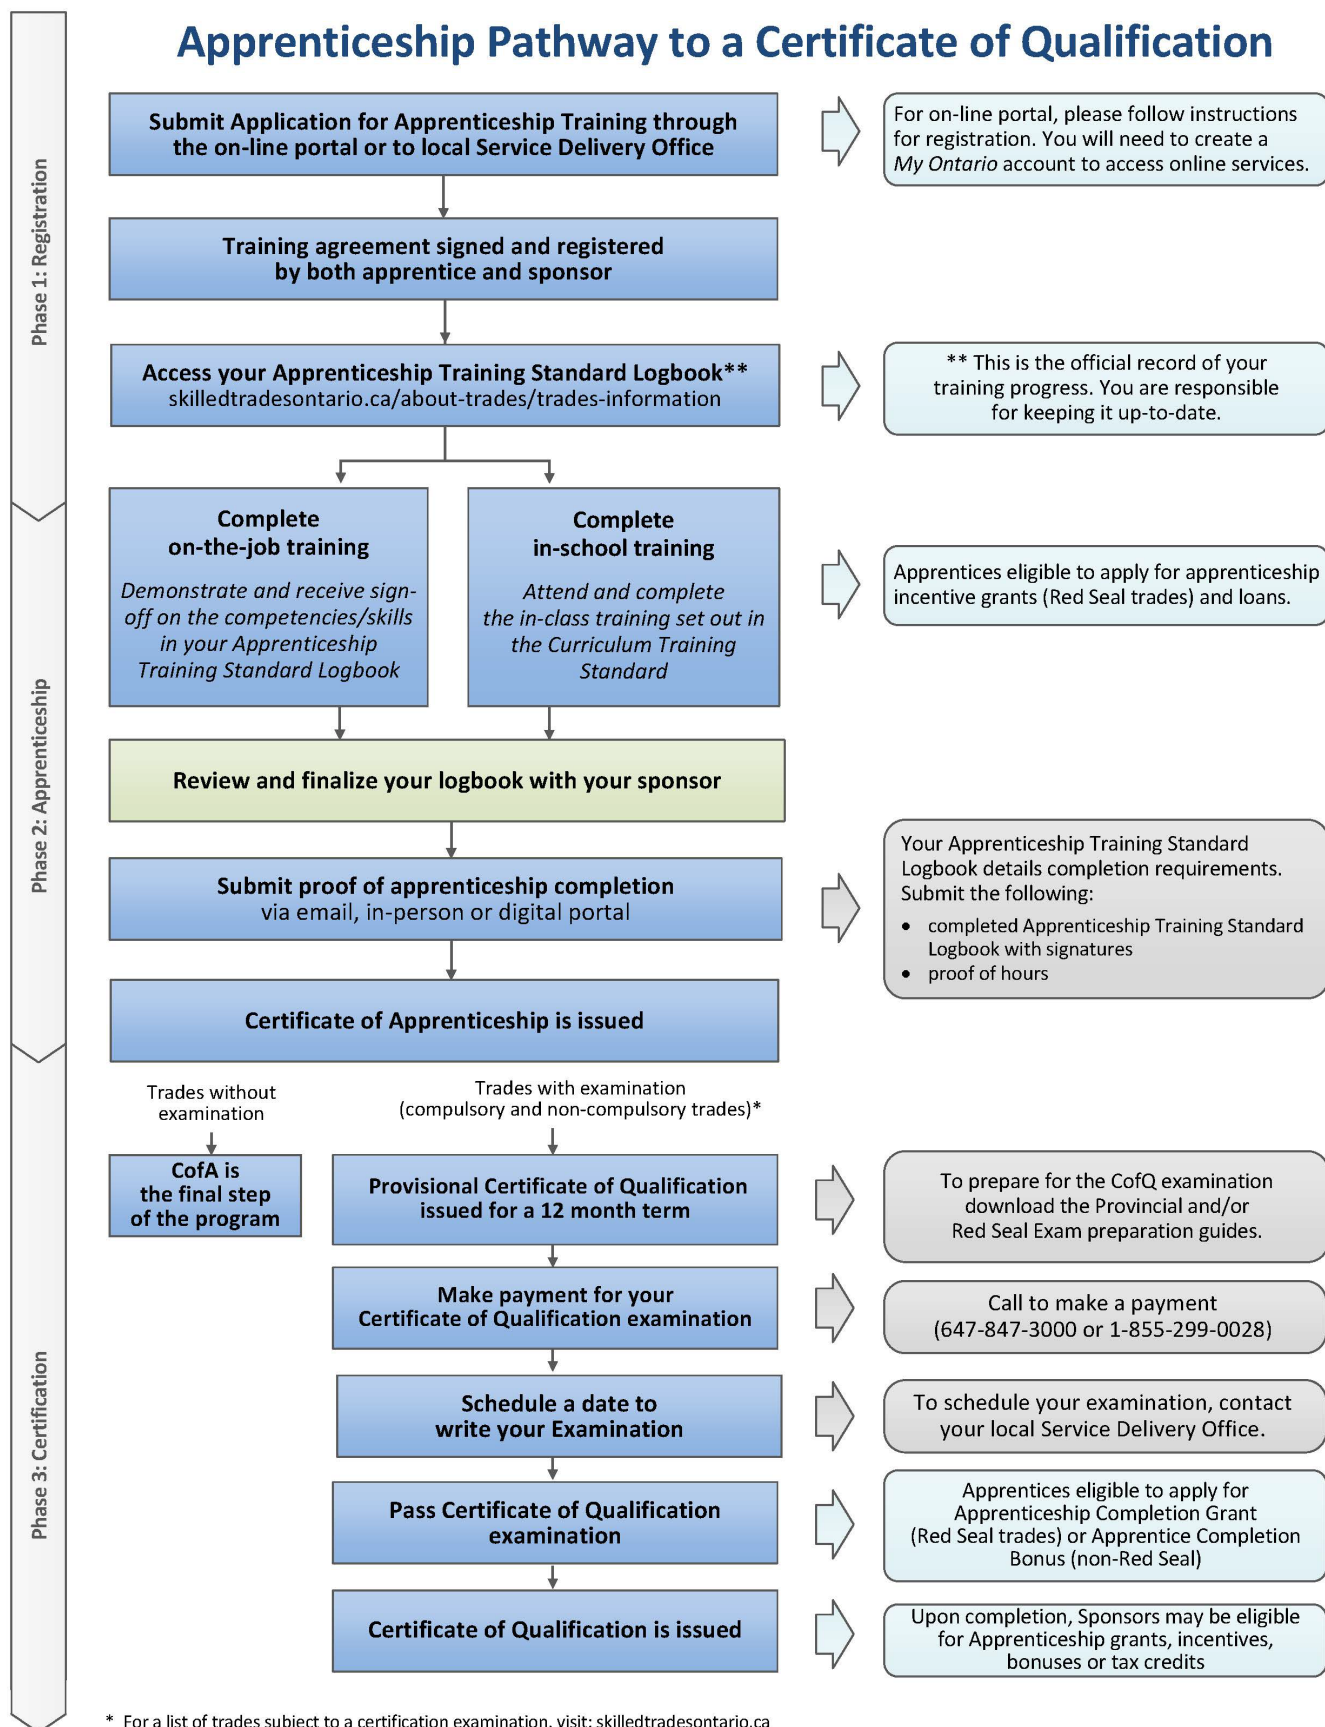 Apprenticeship Pathway to a Certificate of Qualification
Phase 1: Registration
Submit Application for Apprenticeship Training through
the on-line portal or to local Service Delivery Office
For on-line portal, please follow instructions
for registration. You will need to create a
My Ontario account to access online services.
Training agreement signed and registered
by both apprentice and sponsor
Access your Apprenticeship Training Standard Logbook**
skilledtradesontario.ca/about-trades/trades-information
** This is the official record of your
training progress. You are responsible
for keeping it up-to-date.
Phase 2: Apprenticeship
Complete
on-the-job training
Demonstrate and receive sign-
off on the competencies/skills
in your Apprenticeship
Training Standard Logbook
Complete
in-school training
Attend and complete
the in-class training set out in
the Curriculum Training
Standard
Apprentices eligible to apply for apprenticeship
incentive grants (Red Seal trades) and loans.
Review and finalize your logbook with your sponsor
Submit proof of apprenticeship completion
via email, in-person or digital portal
Your Apprenticeship Training Standard
Logbook details completion requirements.
Submit the following:
• completed Apprenticeship Training Standard
Logbook with signatures
• proof of hours
Certificate of Apprenticeship is issued
Phase 3: Certification
Trades without
examination
Trades with examination
(compulsory and non-compulsory trades)*
CofA is
the final step
of the program
Provisional Certificate of Qualification
issued for a 12 month term
To prepare for the CofQ examination
download the Provincial and/or
Red Seal Exam preparation guides.
Make payment for your
Certificate of Qualification examination
Call to make a payment
(647-847-3000 or 1-855-299-0028)
Schedule a date to
write your Examination
To schedule your examination, contact
your local Service Delivery Office.
Pass Certificate of Qualification
examination
Apprentices eligible to apply for
Apprenticeship Completion Grant
(Red Seal trades) or Apprentice Completion
Bonus (non-Red Seal)
Certificate of Qualification is issued
Upon completion, Sponsors may be eligible
for Apprenticeship grants, incentives,
bonuses or tax credits
* For a list of trades subject to a certification examination, visit: skilledtradesontario.ca